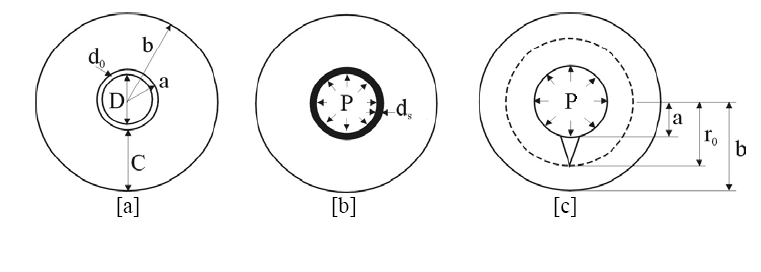 d₀ b
D a
C
P
dₛ
P
a r₀ b
[a] [b] [c]